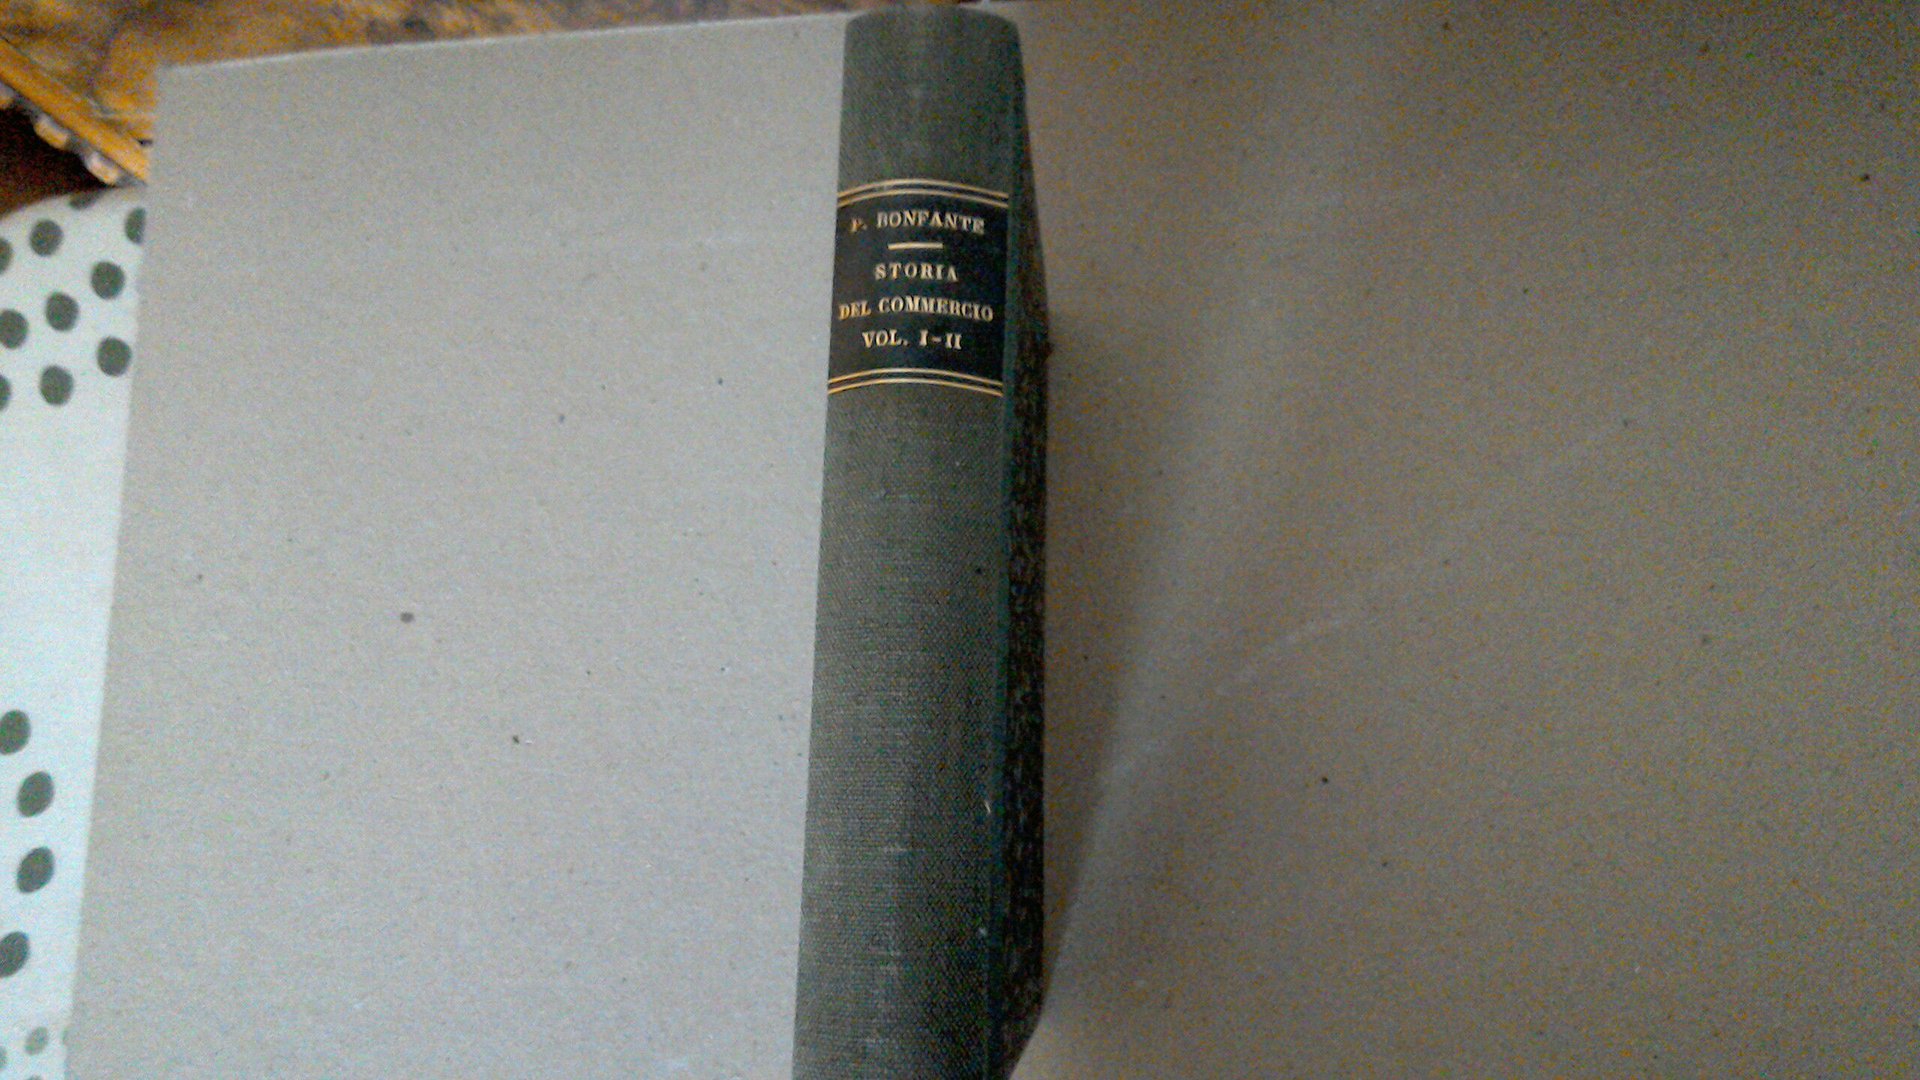 P. BONFANTE
STORIA
DEL COMMERCIO
VOL. I-II